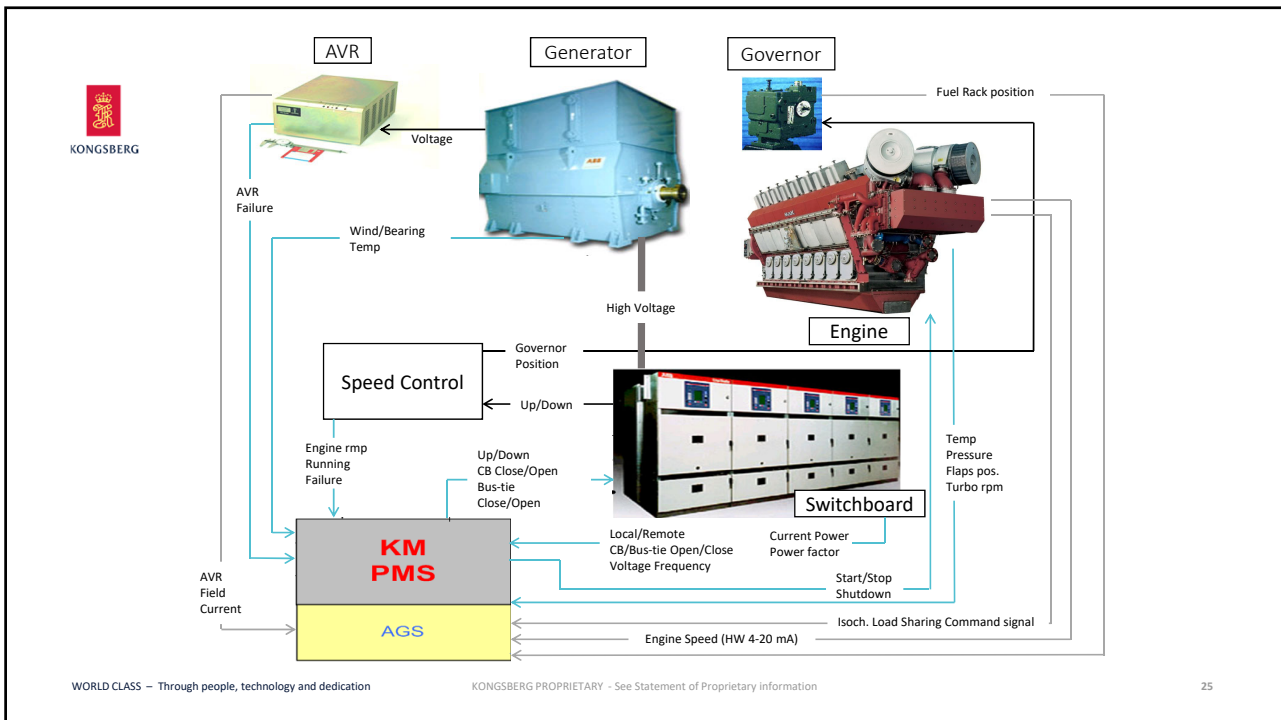 AVR
Generator
Governor
Fuel Rack position
KONGSBERG
Voltage
ABB
AVR
Failure
Wind/Bearing
Temp
High Voltage
Engine
Governor
Position
Speed Control
Up/Down
Engine rmp
Running
Failure
Up/Down
CB Close/Open
Bus-tie
Close/Open
Temp
Pressure
Flaps pos.
Turbo rpm
Switchboard
Local/Remote
CB/Bus-tie Open/Close
Voltage Frequency
Current Power
Power factor
KM
PMS
Start/Stop
Shutdown
AVR
Field
Current
AGS
Isoch. Load Sharing Command signal
Engine Speed (HW 4-20 mA)
WORLD CLASS – Through people, technology and dedication
KONGSBERG PROPRIETARY - See Statement of Proprietary information
25